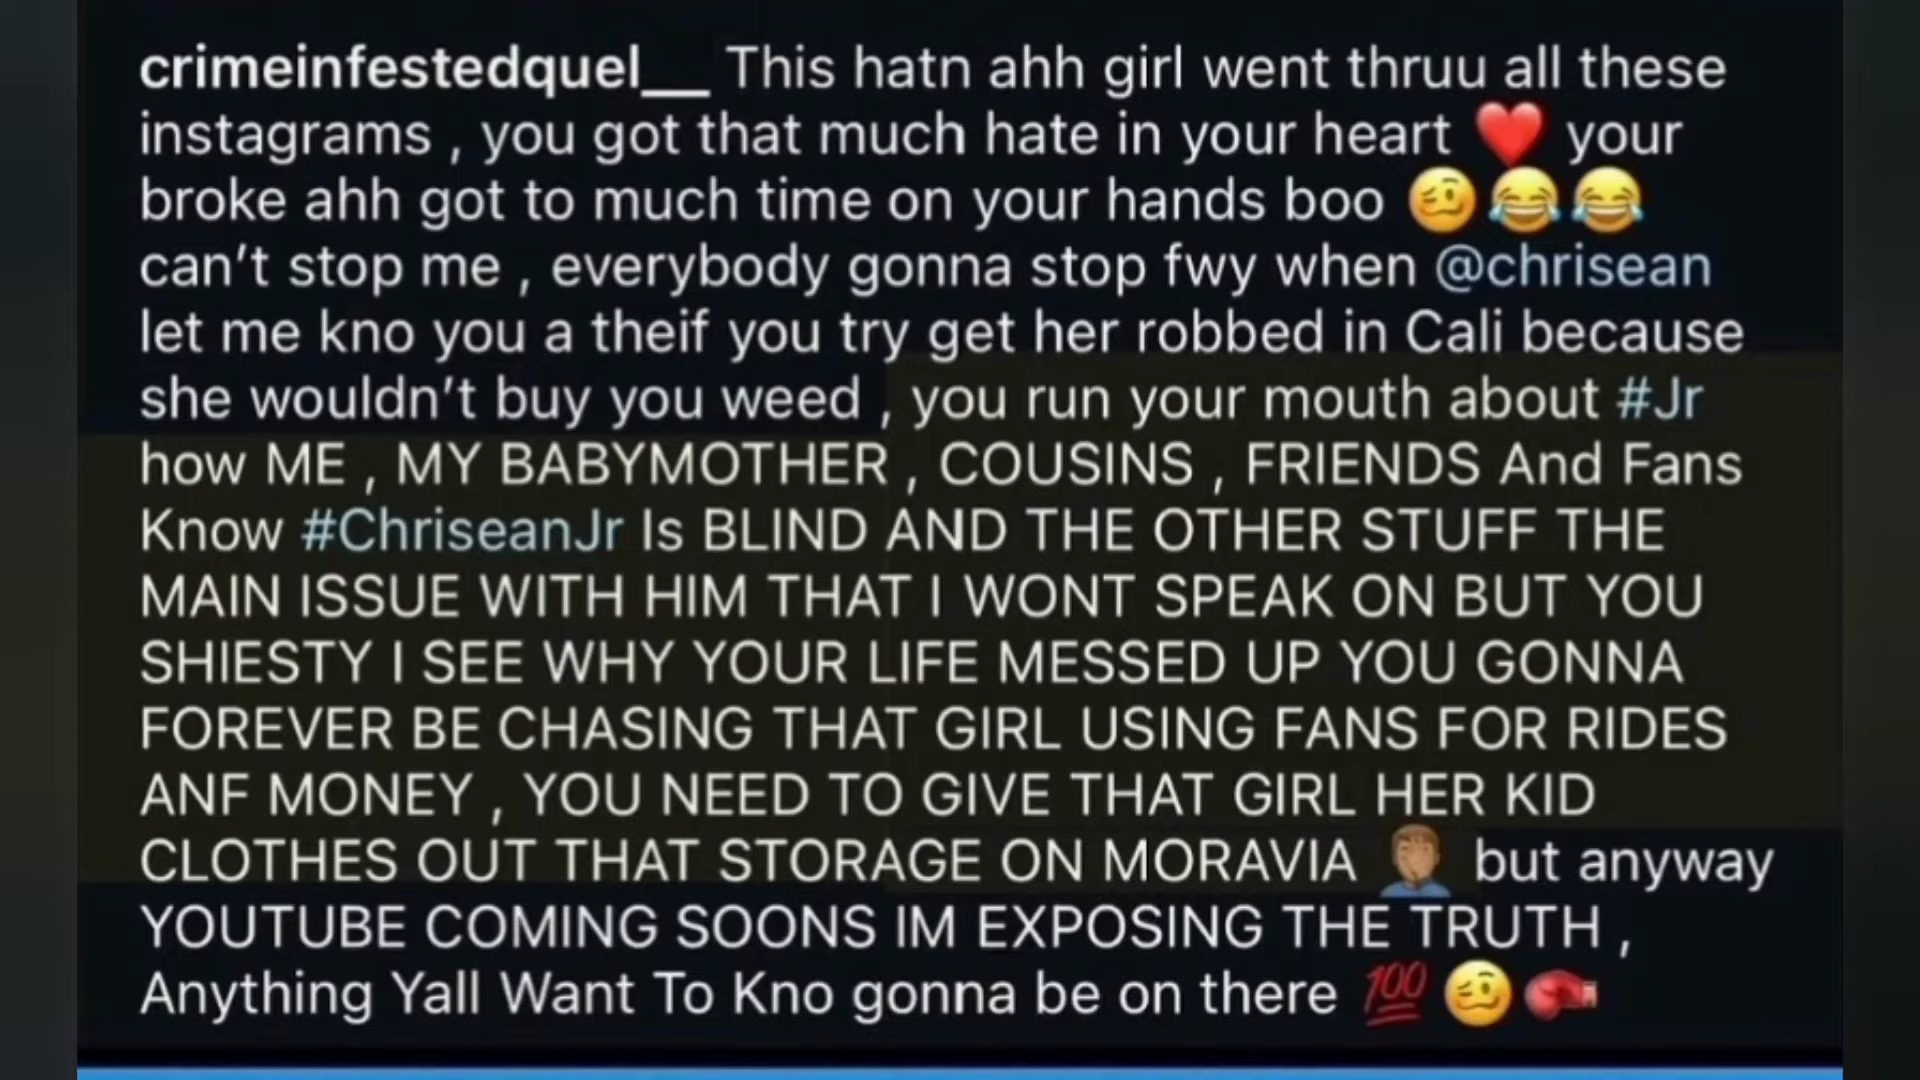 crimeinfestedquel__ This hatn ahh girl went thruu all these
instagrams , you got that much hate in your heart ❤️ your
broke ahh got to much time on your hands boo 🥴😂😂
can't stop me , everybody gonna stop fwy when @chrisean
let me kno you a theif you try get her robbed in Cali because
she wouldn't buy you weed , you run your mouth about #Jr
how ME , MY BABYMOTHER , COUSINS , FRIENDS And Fans
Know #ChriseanJr Is BLIND AND THE OTHER STUFF THE
MAIN ISSUE WITH HIM THAT I WONT SPEAK ON BUT YOU
SHIESTY I SEE WHY YOUR LIFE MESSED UP YOU GONNA
FOREVER BE CHASING THAT GIRL USING FANS FOR RIDES
ANF MONEY , YOU NEED TO GIVE THAT GIRL HER KID
CLOTHES OUT THAT STORAGE ON MORAVIA 🤦🏽‍♂️ but anyway
YOUTUBE COMING SOONS IM EXPOSING THE TRUTH ,
Anything Yall Want To Kno gonna be on there 💯🥴🥊